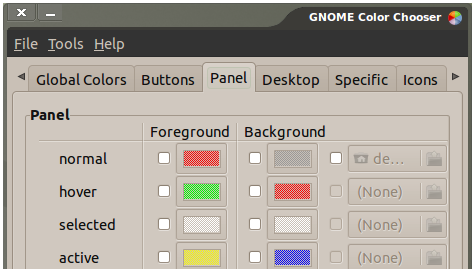 GNOME Color Chooser
File Tools Help
Global Colors Buttons Panel Desktop Specific Icons
Panel
Foreground Background
normal de...
hover (None)
selected (None)
active (None)